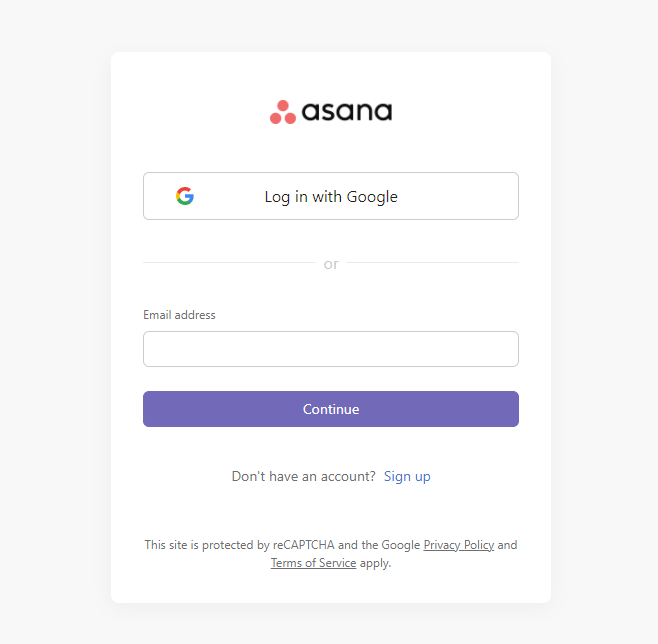 asana
Log in with Google
or
Email address
Continue
Don't have an account? Sign up
This site is protected by reCAPTCHA and the Google Privacy Policy and
Terms of Service apply.